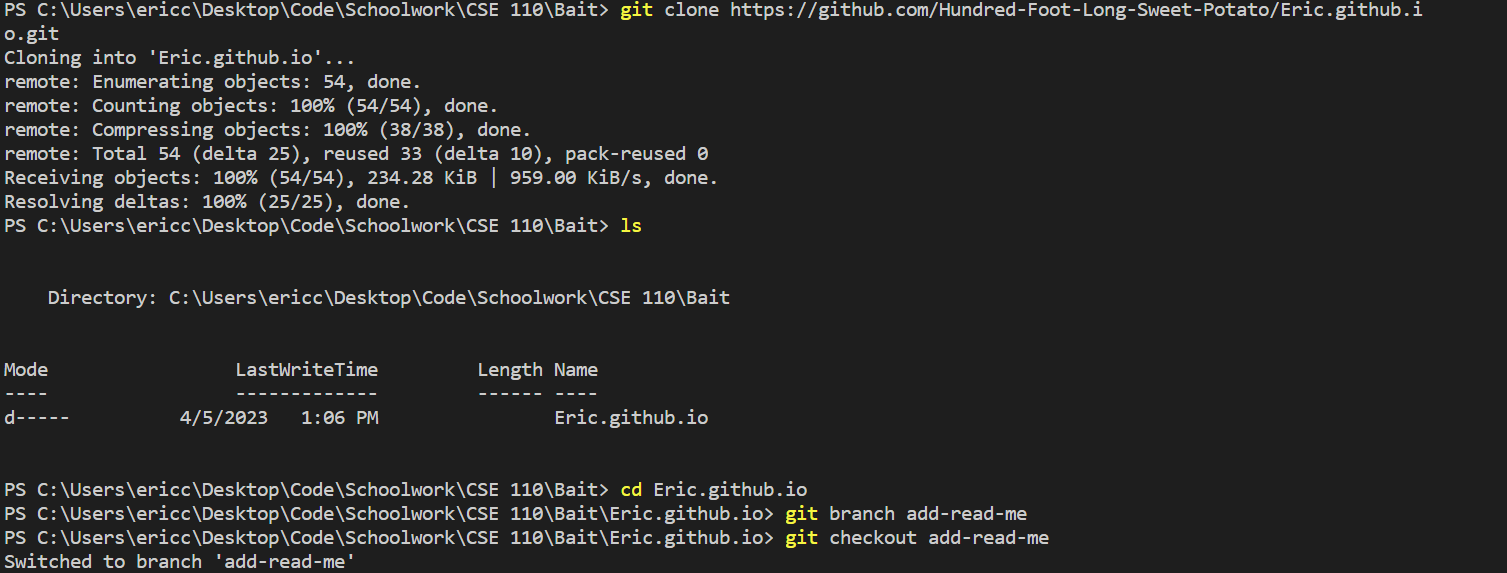 PS C:\Users\ericc\Desktop\Code\Schoolwork\CSE 110\Bait> git clone https://github.com/Hundred-Foot-Long-Sweet-Potato/Eric.github.i
o.git
Cloning into 'Eric.github.io'...
remote: Enumerating objects: 54, done.
remote: Counting objects: 100% (54/54), done.
remote: Compressing objects: 100% (38/38), done.
remote: Total 54 (delta 25), reused 33 (delta 10), pack-reused 0
Receiving objects: 100% (54/54), 234.28 KiB | 959.00 KiB/s, done.
Resolving deltas: 100% (25/25), done.
PS C:\Users\ericc\Desktop\Code\Schoolwork\CSE 110\Bait> ls
    Directory: C:\Users\ericc\Desktop\Code\Schoolwork\CSE 110\Bait
Mode                 LastWriteTime         Length Name
----                 -------------         ------ ----
d-----          4/5/2023   1:06 PM                Eric.github.io
PS C:\Users\ericc\Desktop\Code\Schoolwork\CSE 110\Bait> cd Eric.github.io
PS C:\Users\ericc\Desktop\Code\Schoolwork\CSE 110\Bait\Eric.github.io> git branch add-read-me
PS C:\Users\ericc\Desktop\Code\Schoolwork\CSE 110\Bait\Eric.github.io> git checkout add-read-me
Switched to branch 'add-read-me'